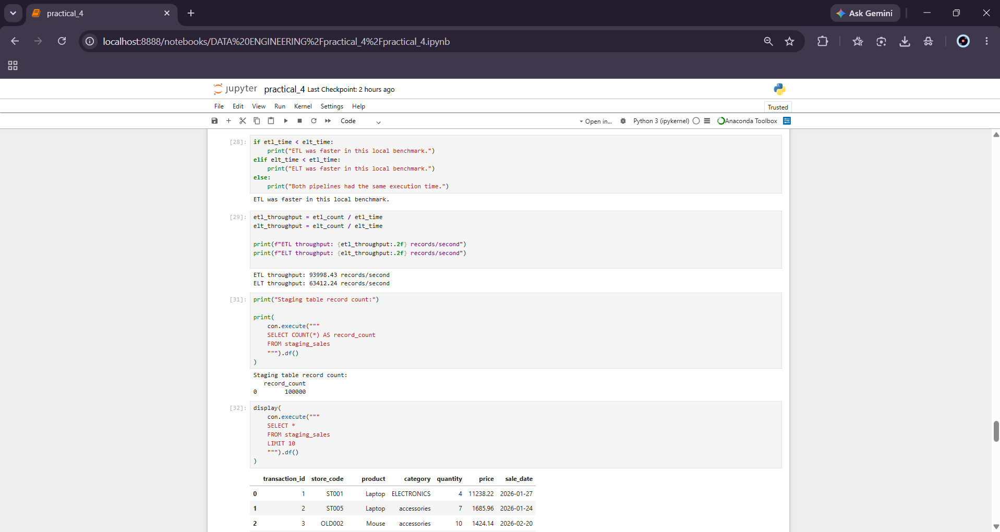 practical_4
Ask Gemini
localhost:8888/notebooks/DATA%20ENGINEERING%2Fpractical_4%2Fpractical_4.ipynb
jupyter practical_4 Last Checkpoint: 2 hours ago
File Edit View Run Kernel Settings Help
Trusted
Code
Open in...
Python 3 (ipykernel)
Anaconda Toolbox
[28]: if etl_time < elt_time:
    print("ETL was faster in this local benchmark.")
elif elt_time < etl_time:
    print("ELT was faster in this local benchmark.")
else:
    print("Both pipelines had the same execution time.")
ETL was faster in this local benchmark.
[29]: etl_throughput = etl_count / etl_time
elt_throughput = elt_count / elt_time
print(f"ETL throughput: {etl_throughput:.2f} records/second")
print(f"ELT throughput: {elt_throughput:.2f} records/second")
ETL throughput: 93998.43 records/second
ELT throughput: 63412.24 records/second
[31]: print("Staging table record count:")
print(
    con.execute("""
    SELECT COUNT(*) AS record_count
    FROM staging_sales
    """).df()
)
Staging table record count:
   record_count
0        100000
[32]: display(
    con.execute("""
    SELECT *
    FROM staging_sales
    LIMIT 10
    """).df()
)
transaction_id store_code product category quantity price sale_date
0 1 ST001 Laptop ELECTRONICS 4 11238.22 2026-01-27
1 2 ST005 Laptop accessories 7 1685.96 2026-01-24
2 3 OLD002 Mouse accessories 10 1424.14 2026-02-20